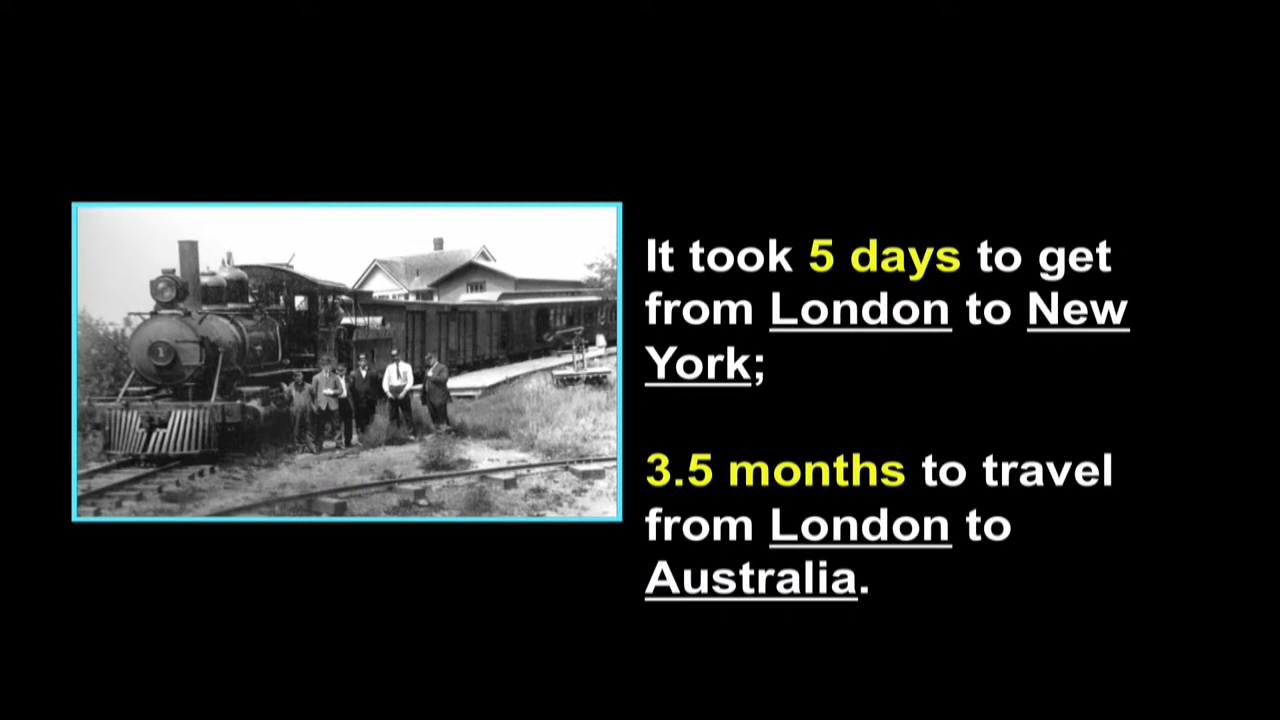 It took 5 days to get
from London to New
York;
3.5 months to travel
from London to
Australia.
1